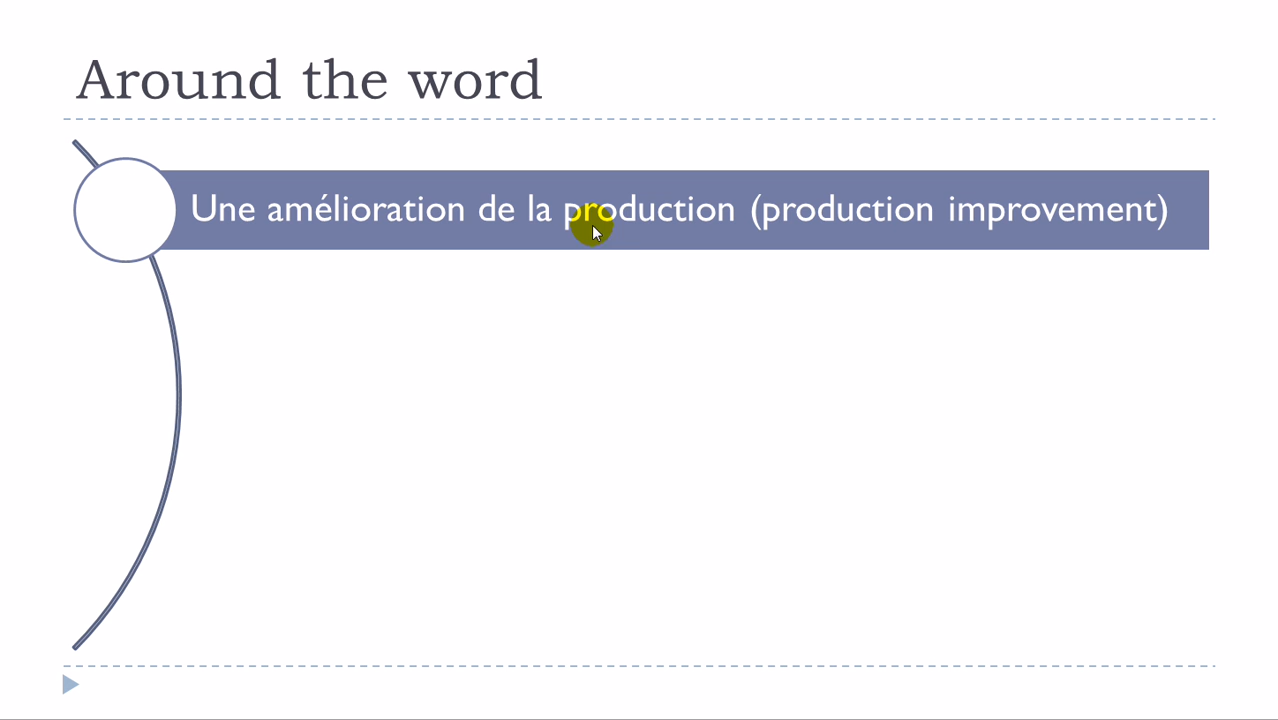 Around the word
Une amélioration de la production (production improvement)